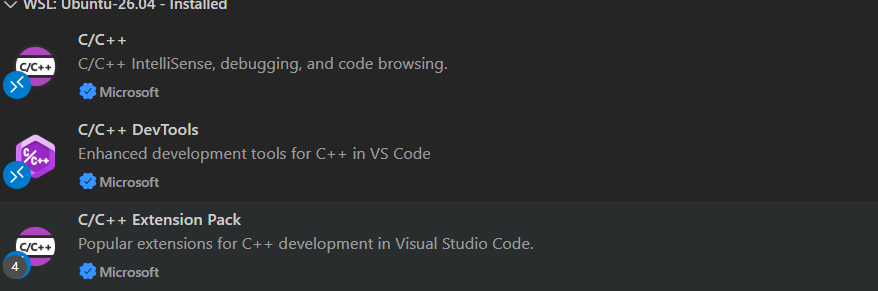 WSL: Ubuntu-26.04 - Installed
C/C++
C/C++
C/C++ IntelliSense, debugging, and code browsing.
Microsoft
C/C++ DevTools
C/C++
Enhanced development tools for C++ in VS Code
Microsoft
C/C++ Extension Pack
C/C++
Popular extensions for C++ development in Visual Studio Code.
4
Microsoft